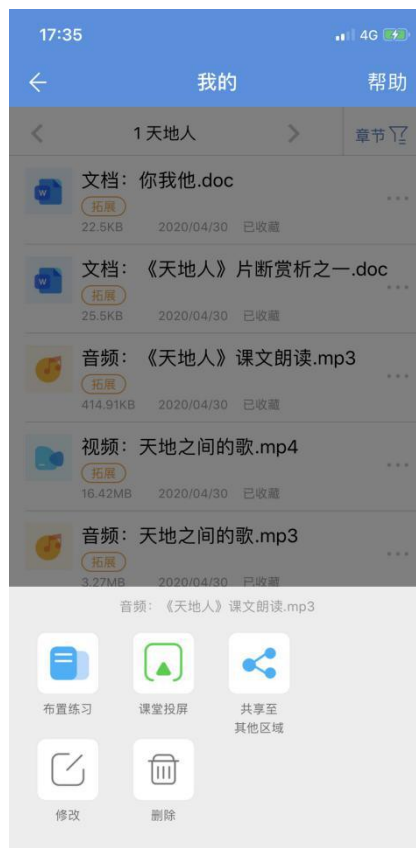 17:35
4G
我的
帮助
1 天地人
章节
文档：你我他.doc
拓展
22.5KB 2020/04/30 已收藏
文档：《天地人》片断赏析之一.doc
拓展
25.5KB 2020/04/30 已收藏
音频：《天地人》课文朗读.mp3
拓展
414.91KB 2020/04/30 已收藏
视频：天地之间的歌.mp4
拓展
16.42MB 2020/04/30 已收藏
音频：天地之间的歌.mp3
拓展
3.27MB 2020/04/30 已收藏
音频：《天地人》课文朗读.mp3
布置练习
课堂投屏
共享至
其他区域
修改
删除